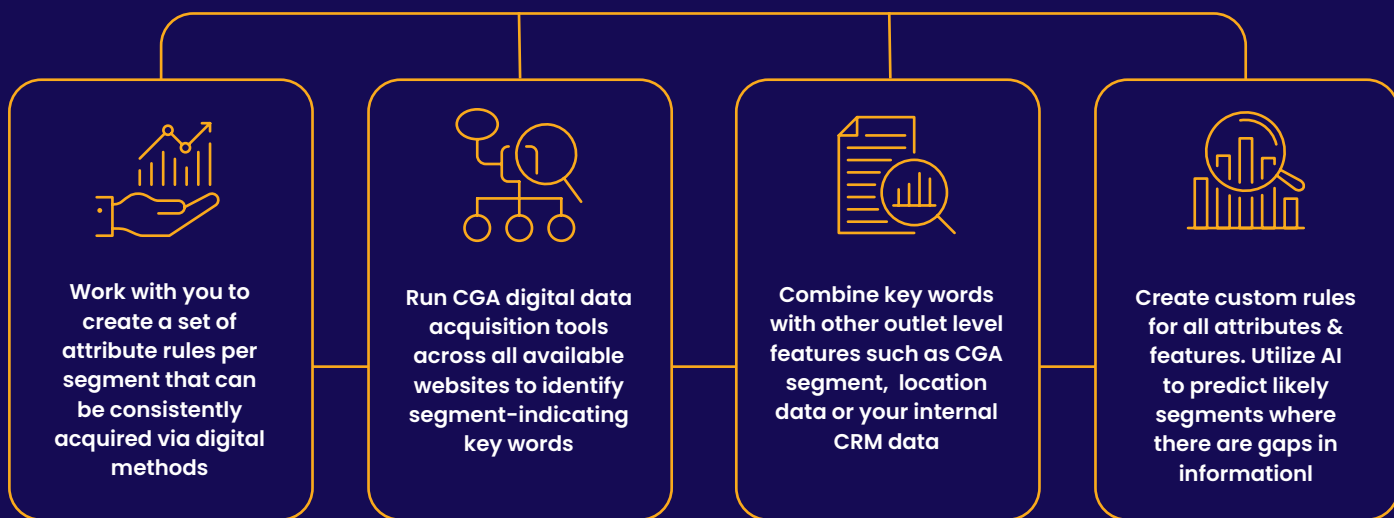 Work with you to
create a set of
attribute rules per
segment that can
be consistently
acquired via digital
methods
Run CGA digital data
acquisition tools
across all available
websites to identify
segment-indicating
key words
Combine key words
with other outlet level
features such as CGA
segment, location
data or your internal
CRM data
Create custom rules
for all attributes &
features. Utilize AI
to predict likely
segments where
there are gaps in
informationl